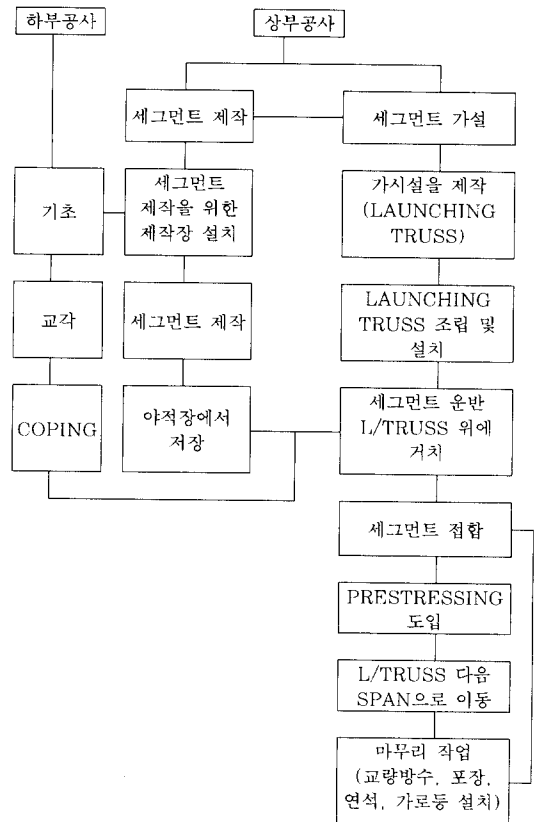 하부공사
상부공사
세그먼트 제작
세그먼트 가설
기초
세그먼트
제작을 위한
제작장 설치
가시설을 제작
(LAUNCHING
TRUSS)
교각
세그먼트 제작
LAUNCHING
TRUSS 조립 및
설치
COPING
야적장에서
저장
세그먼트 운반
L/TRUSS 위에
거치
세그먼트 접합
PRESTRESSING
도입
L/TRUSS 다음
SPAN으로 이동
마무리 작업
(교량방수, 포장,
연석, 가로등 설치)